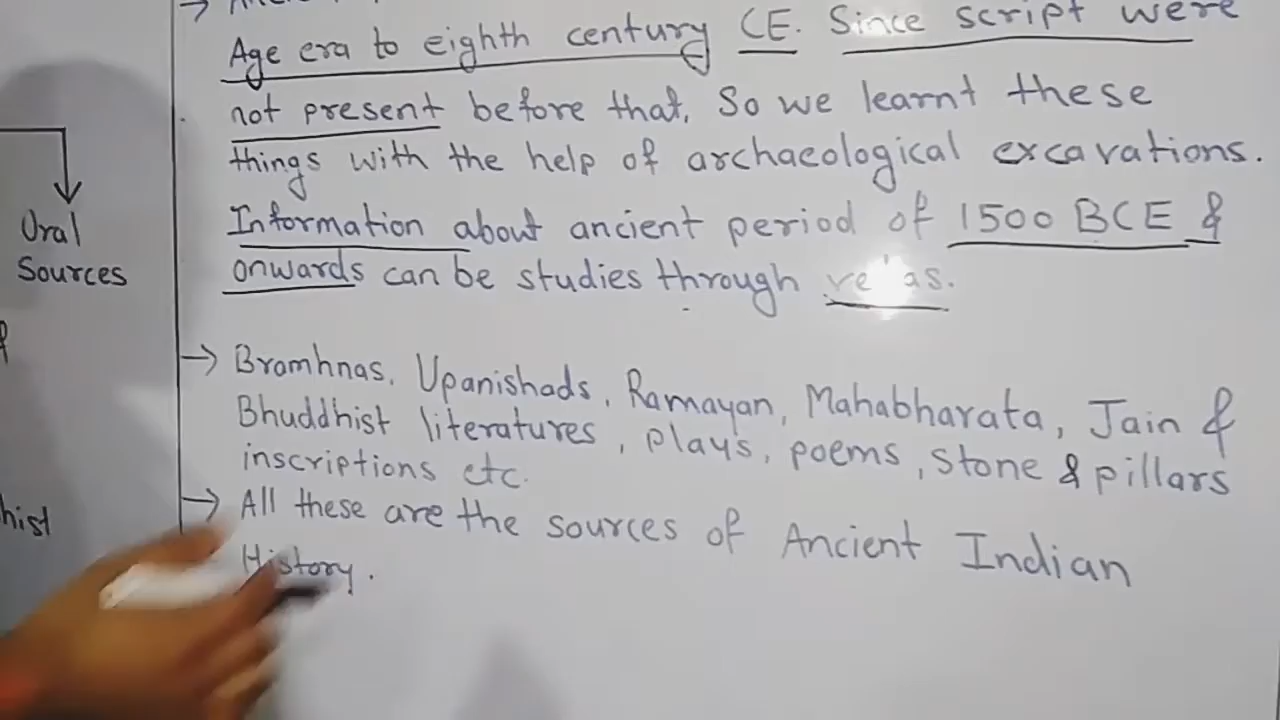 Age era to eighth century CE. Since script were
not present before that, So we learnt these
things with the help of archaeological excavations.
Information about ancient period of 1500 BCE &
onwards can be studies through
→ Bramhnas, Upanishads, Ramayan, Mahabharata, Jain &
Bhuddhist literatures, plays, poems, Stone & pillars
inscriptions etc.
→ All these are the sources of Ancient Indian
History.
Oral
Sources